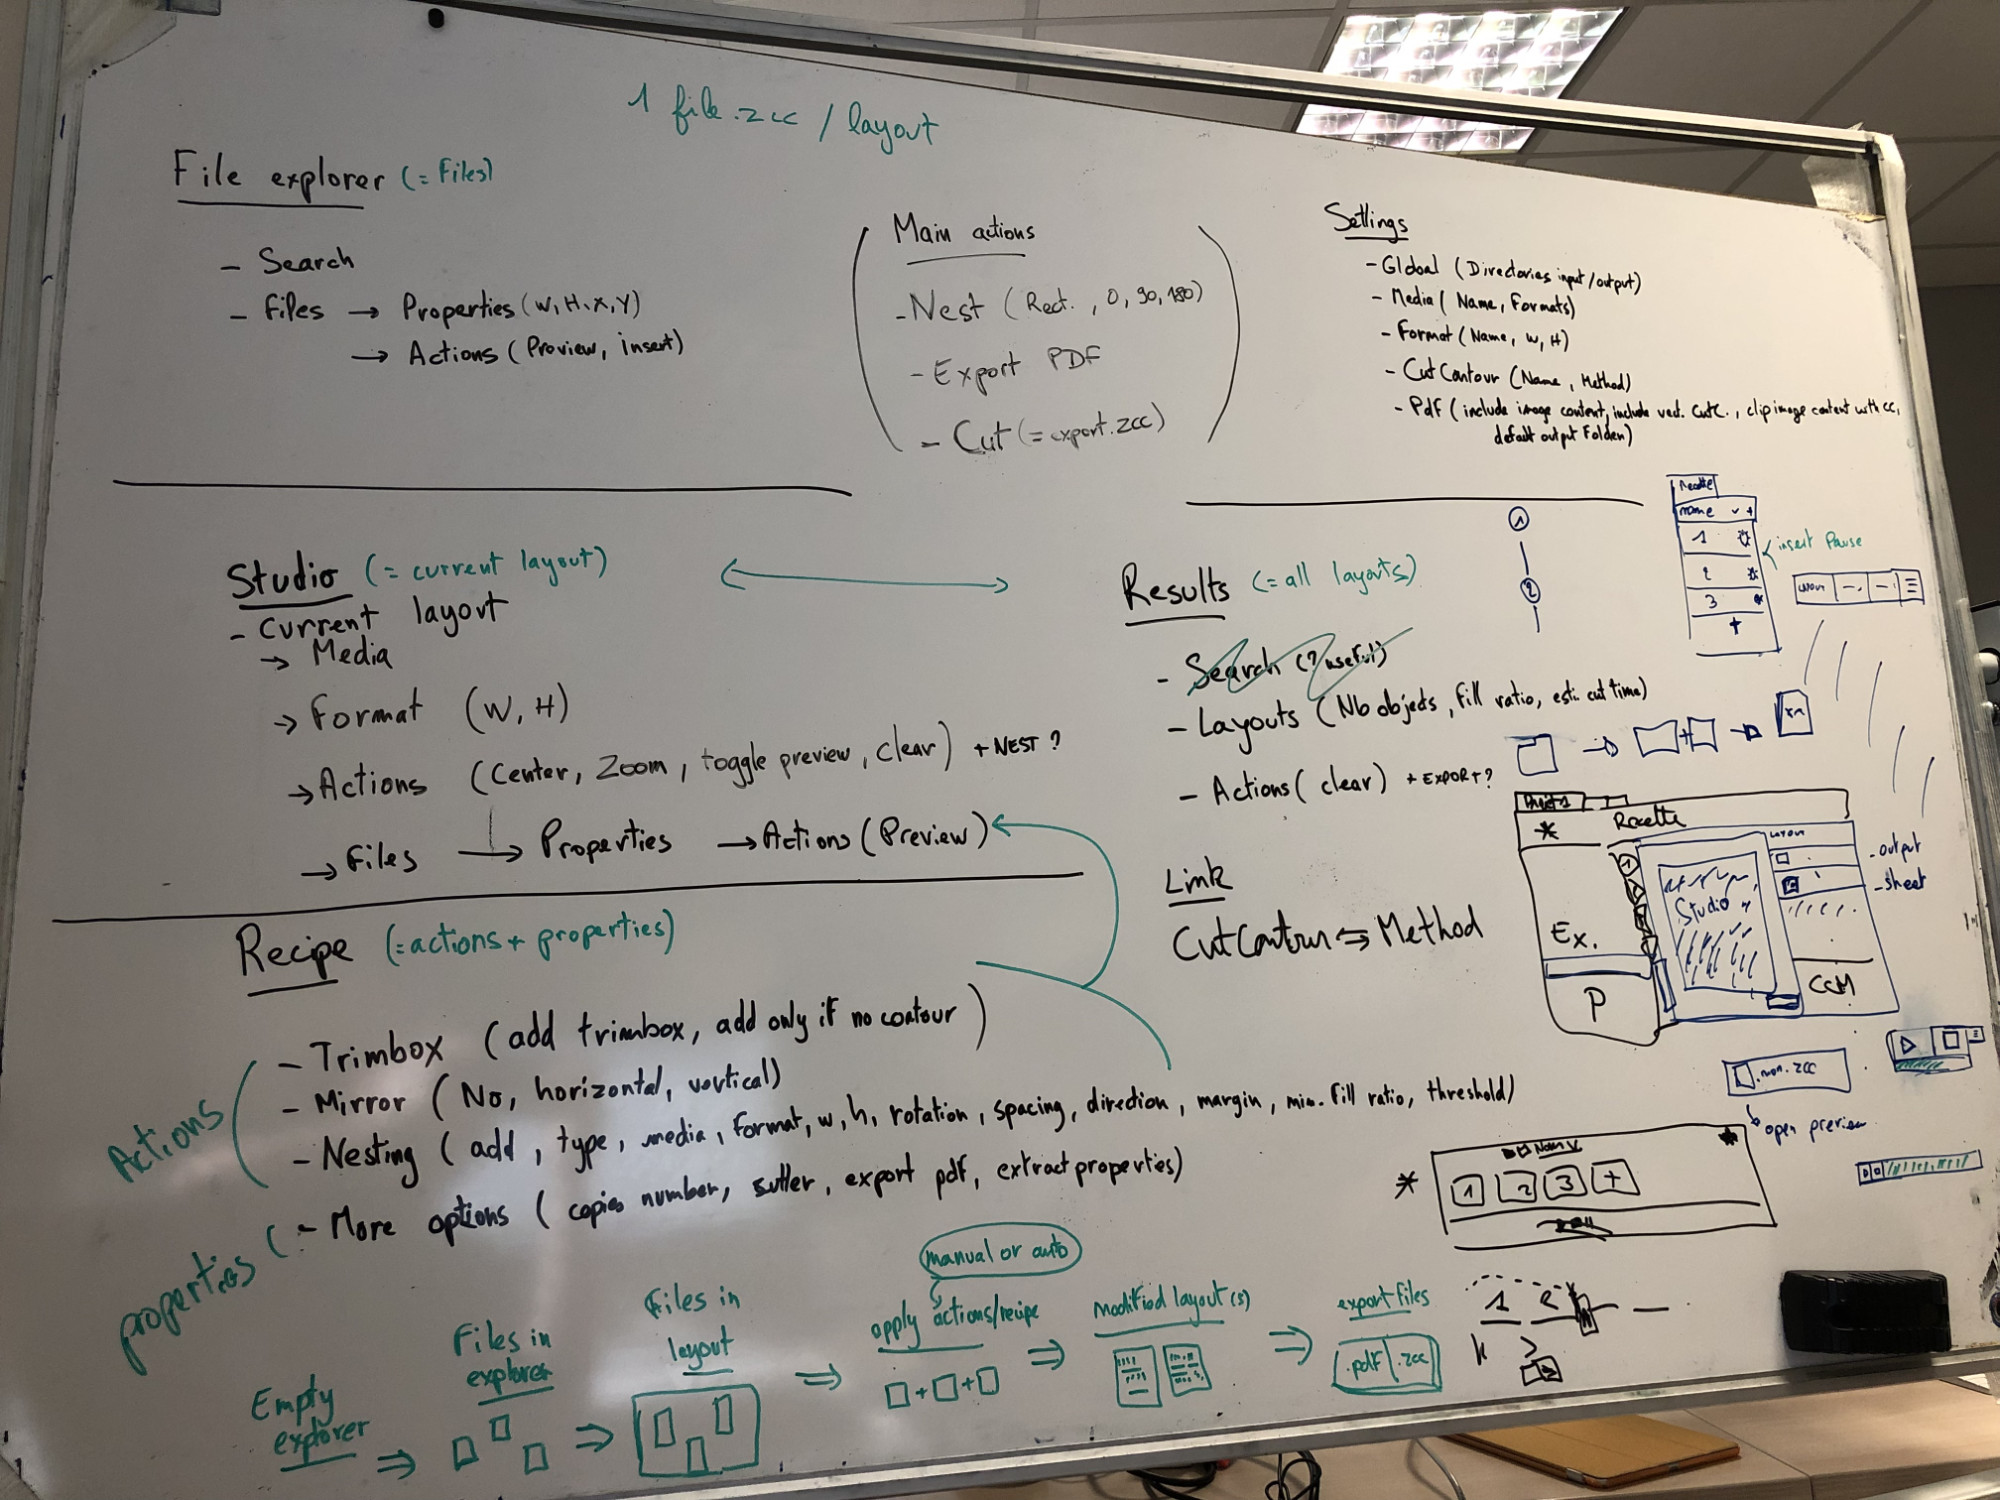 1 file.zcc / layout
File explorer (= Files)
- Search
- Files → Properties (W, H, X, Y)
→ Actions (Preview, insert)
Main actions
- Nest (Rect., 0, 90, 180)
- Export PDF
- Cut (= export.zcc)
Settings
- Global (Directories input/output)
- Media (Name, Formats)
- Format (Name, W, H)
- CutContour (Name, Method)
- Pdf (include image content, include vect. CutC., clip image content with cc,
default output Folder)
Studio (= current layout)
- Current layout
→ Media
→ Format (W, H)
→ Actions (Center, Zoom, toggle preview, clear) + NEST ?
→ Files → Properties → Actions (Preview)
Results (= all layouts)
- Search (? useful)
- Layouts (Nb objects, fill ratio, esti. cut time)
- Actions (clear) + EXPORT ?
Link
CutContour ⇆ Method
1
2
Recette
name +
1
2
3
+
insert Pause
Recette
1
Layout
Ex.
Studio
P
CCM
- output
- sheet
.zcc
open preview
Recipe (= actions + properties)
Actions
- Trimbox (add trimbox, add only if no contour)
- Mirror (No, horizontal, vertical)
- Nesting (add, type, media, format, w, h, rotation, spacing, direction, margin, min. fill ratio, threshold)
properties
- More options (copies number, sutter, export pdf, extract properties)
* 1 2 3 +
Empty
explorer ⇒
Files in
explorer ⇒
Files in
layout ⇒
manual or auto
apply actions/recipe ⇒
□+□+□
modified layout(s) ⇒
export files
.pdf | .zcc
1 2